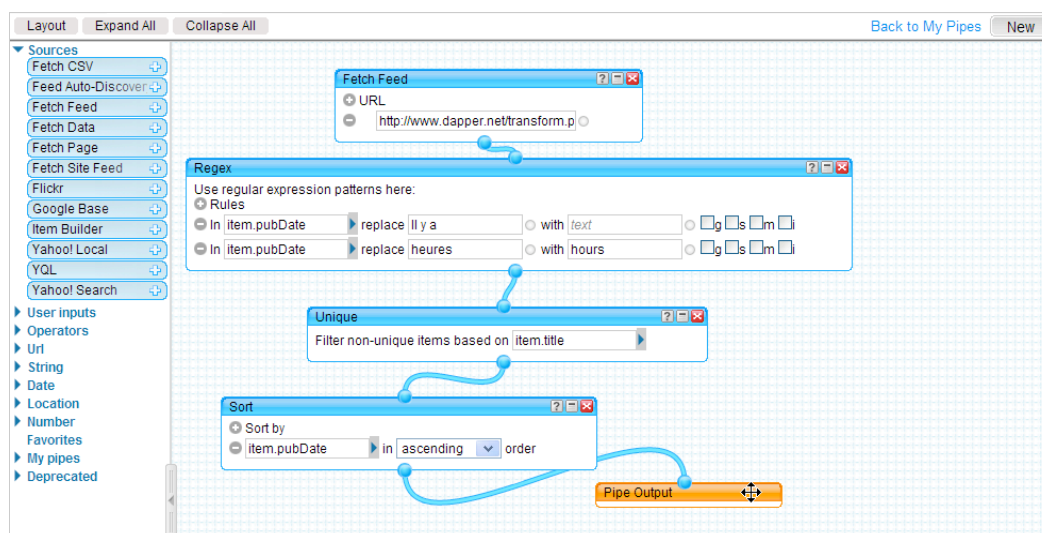 Layout Expand All Collapse All Back to My Pipes New
Sources
Fetch CSV
Feed Auto-Discover
Fetch Feed
Fetch Data
Fetch Page
Fetch Site Feed
Flickr
Google Base
Item Builder
Yahoo! Local
YQL
Yahoo! Search
User inputs
Operators
Url
String
Date
Location
Number
Favorites
My pipes
Deprecated
Fetch Feed
URL
http://www.dapper.net/transform.p
Regex
Use regular expression patterns here:
Rules
In item.pubDate replace Il y a with text g s m i
In item.pubDate replace heures with hours g s m i
Unique
Filter non-unique items based on item.title
Sort
Sort by
item.pubDate in ascending order
Pipe Output